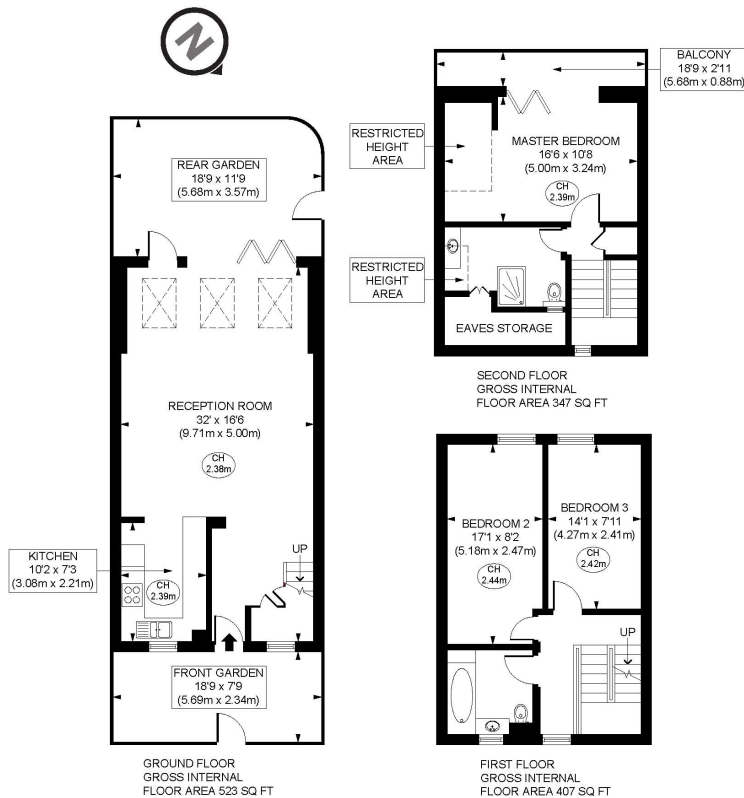 N
REAR GARDEN
18'9 x 11'9
(5.68m x 3.57m)
RECEPTION ROOM
32' x 16'6
(9.71m x 5.00m)
CH
2.38m
KITCHEN
10'2 x 7'3
(3.08m x 2.21m)
CH
2.39m
UP
FRONT GARDEN
18'9 x 7'9
(5.69m x 2.34m)
GROUND FLOOR
GROSS INTERNAL
FLOOR AREA 523 SQ FT
BALCONY
18'9 x 2'11
(5.68m x 0.88m)
RESTRICTED
HEIGHT
AREA
MASTER BEDROOM
16'6 x 10'8
(5.00m x 3.24m)
CH
2.39m
RESTRICTED
HEIGHT
AREA
EAVES STORAGE
SECOND FLOOR
GROSS INTERNAL
FLOOR AREA 347 SQ FT
BEDROOM 2
17'1 x 8'2
(5.18m x 2.47m)
CH
2.44m
BEDROOM 3
14'1 x 7'11
(4.27m x 2.41m)
CH
2.42m
UP
FIRST FLOOR
GROSS INTERNAL
FLOOR AREA 407 SQ FT